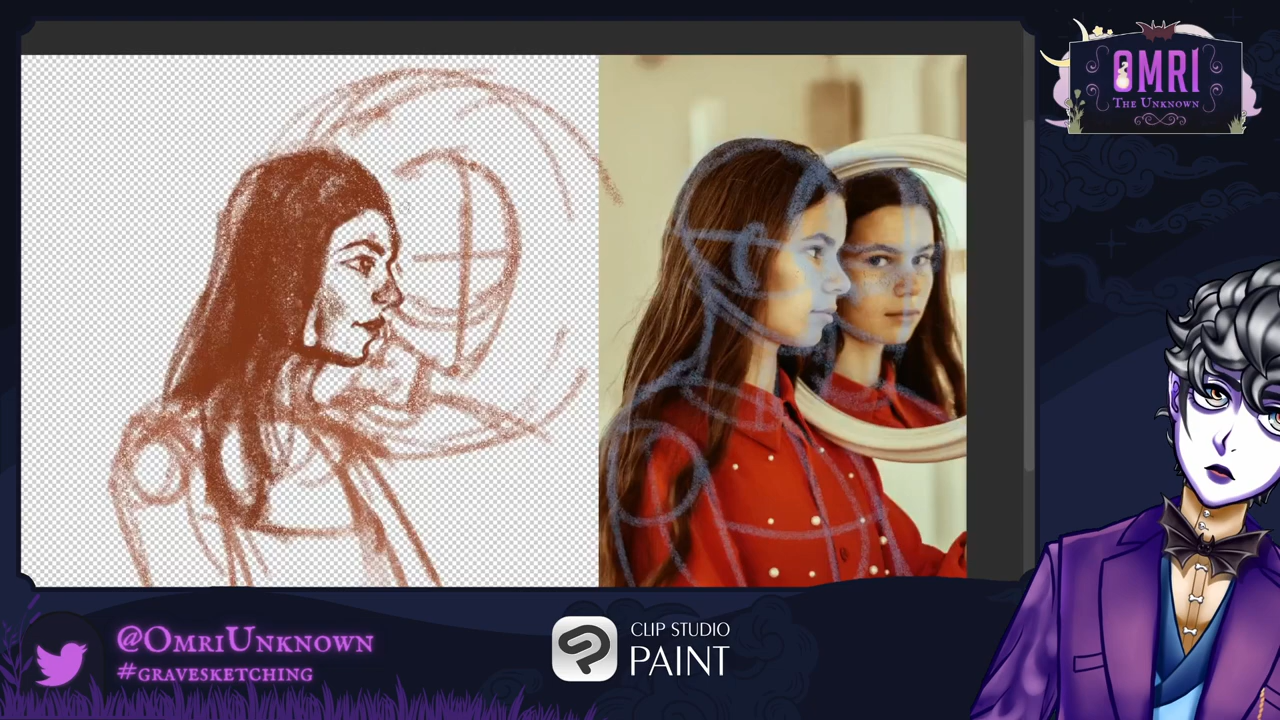 OMRI
The Unknown
@OmriUnknown
#gravesketching
CLIP STUDIO
PAINT